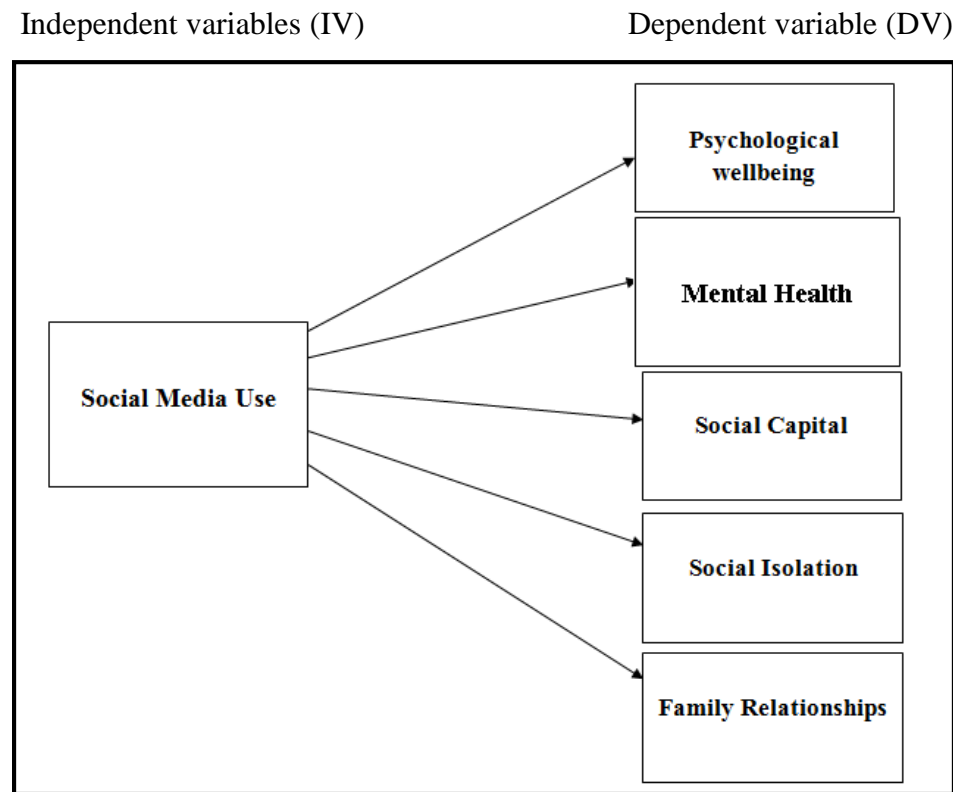 Independent variables (IV)
Dependent variable (DV)
Psychological
wellbeing
Mental Health
Social Media Use
Social Capital
Social Isolation
Family Relationships